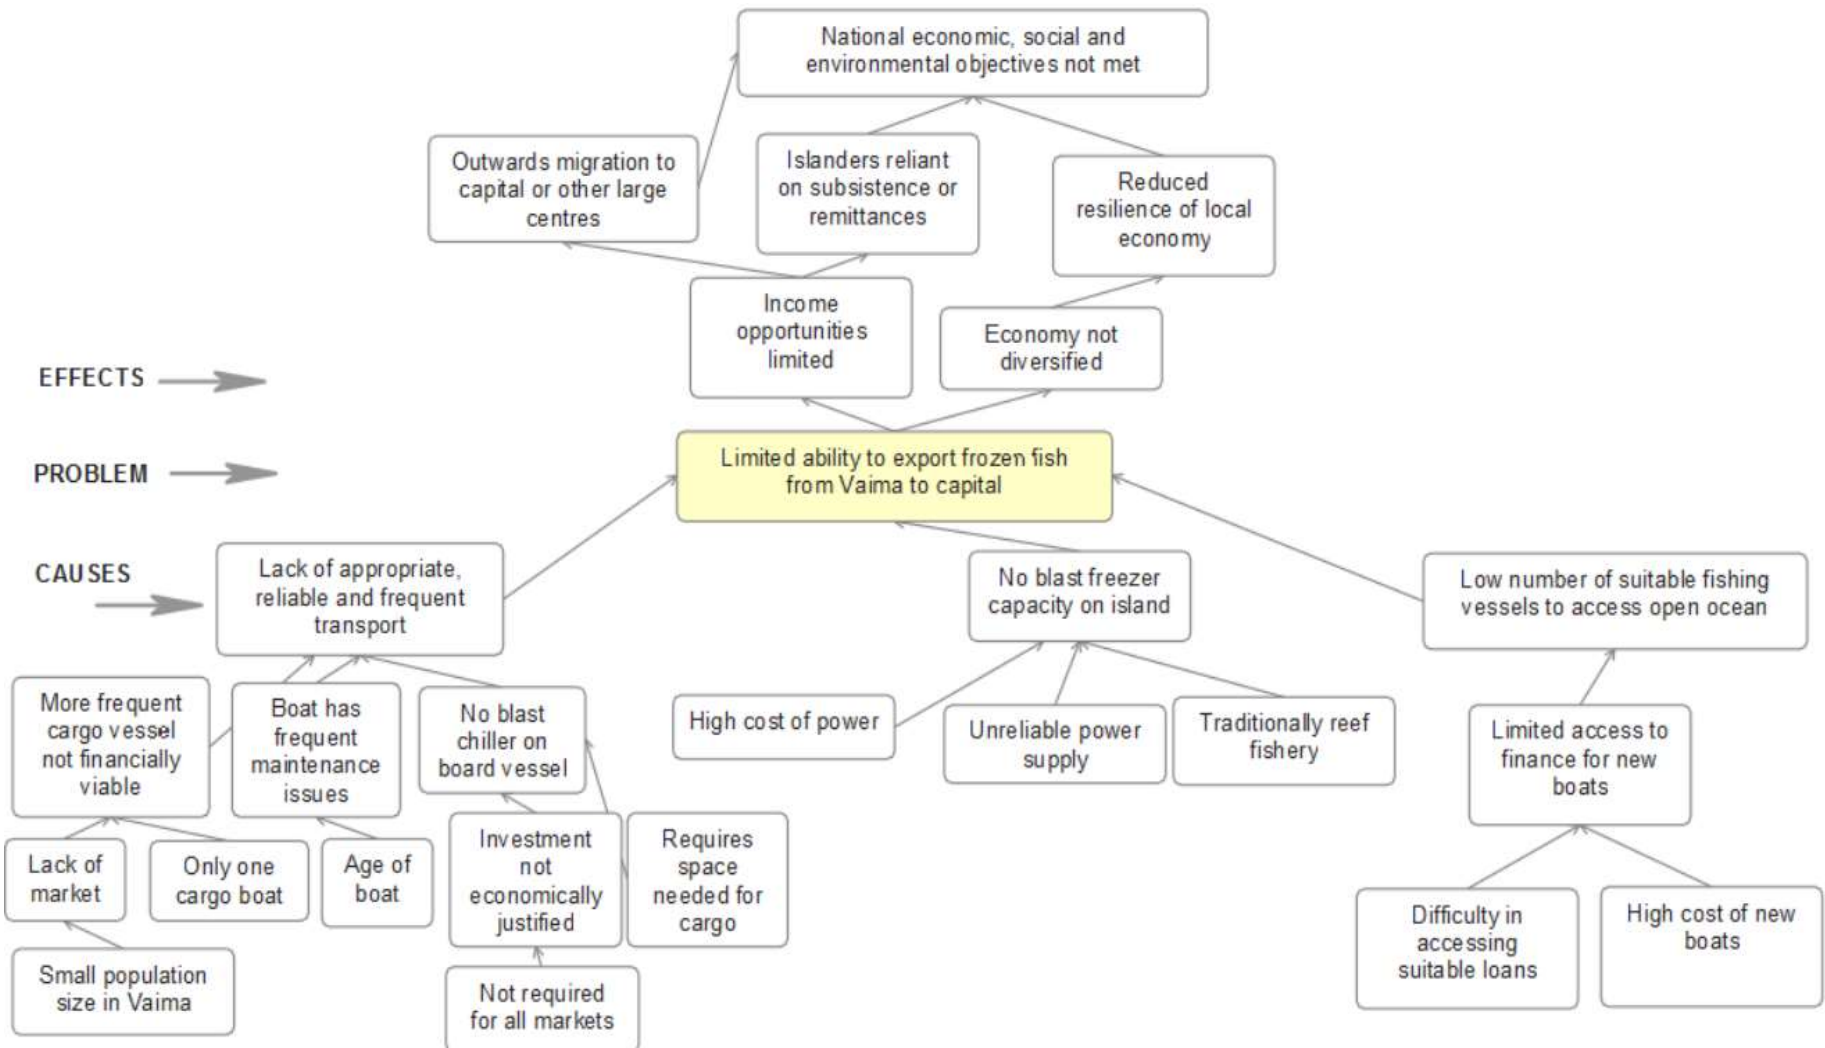 National economic, social and
environmental objectives not met
Outwards migration to
capital or other large
centres
Islanders reliant
on subsistence or
remittances
Reduced
resilience of local
economy
Income
opportunities
limited
Economy not
diversified
EFFECTS
PROBLEM
Limited ability to export frozen fish
from Vaima to capital
CAUSES
Lack of appropriate,
reliable and frequent
transport
No blast freezer
capacity on island
Low number of suitable fishing
vessels to access open ocean
More frequent
cargo vessel
not financially
viable
Boat has
frequent
maintenance
issues
No blast
chiller on
board vessel
High cost of power
Unreliable power
supply
Traditionally reef
fishery
Limited access to
finance for new
boats
Lack of
market
Only one
cargo boat
Age of
boat
Investment
not
economically
justified
Requires
space
needed for
cargo
Difficulty in
accessing
suitable loans
High cost of new
boats
Small population
size in Vaima
Not required
for all markets